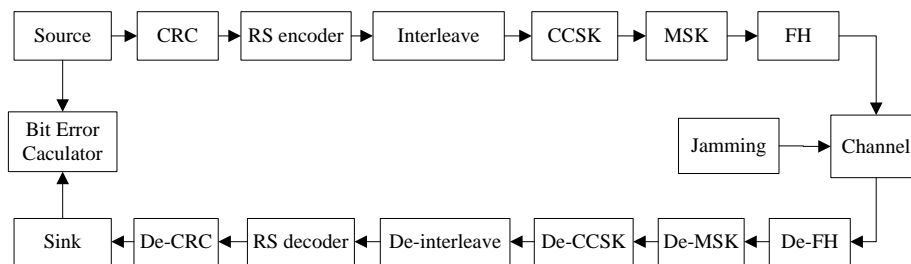 Source
CRC
RS encoder
Interleave
CCSK
MSK
FH
Bit Error
Caculator
Jamming
Channel
Sink
De-CRC
RS decoder
De-interleave
De-CCSK
De-MSK
De-FH